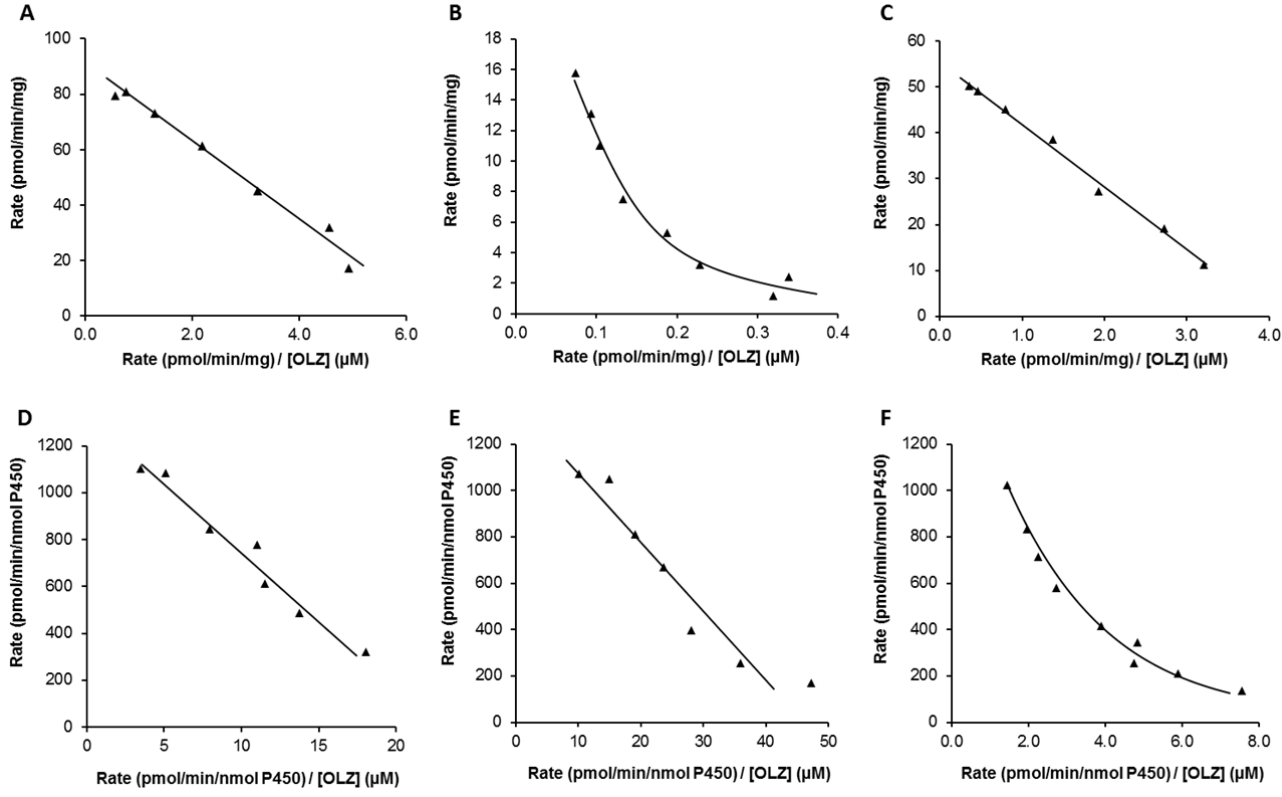 A
Rate (pmol/min/mg)
100
80
60
40
20
0
0.0 2.0 4.0 6.0
Rate (pmol/min/mg) / [OLZ] (µM)
B
Rate (pmol/min/mg)
18
16
14
12
10
8
6
4
2
0
0.0 0.1 0.2 0.3 0.4
Rate (pmol/min/mg) / [OLZ] (µM)
C
Rate (pmol/min/mg)
60
50
40
30
20
10
0
0.0 1.0 2.0 3.0 4.0
Rate (pmol/min/mg) / [OLZ] (µM)
D
Rate (pmol/min/nmol P450)
1200
1000
800
600
400
200
0
0 5 10 15 20
Rate (pmol/min/nmol P450) / [OLZ] (µM)
E
Rate (pmol/min/nmol P450)
1200
1000
800
600
400
200
0
0 10 20 30 40 50
Rate (pmol/min/nmol P450) / [OLZ] (µM)
F
Rate (pmol/min/nmol P450)
1200
1000
800
600
400
200
0
0.0 2.0 4.0 6.0 8.0
Rate (pmol/min/nmol P450) / [OLZ] (µM)